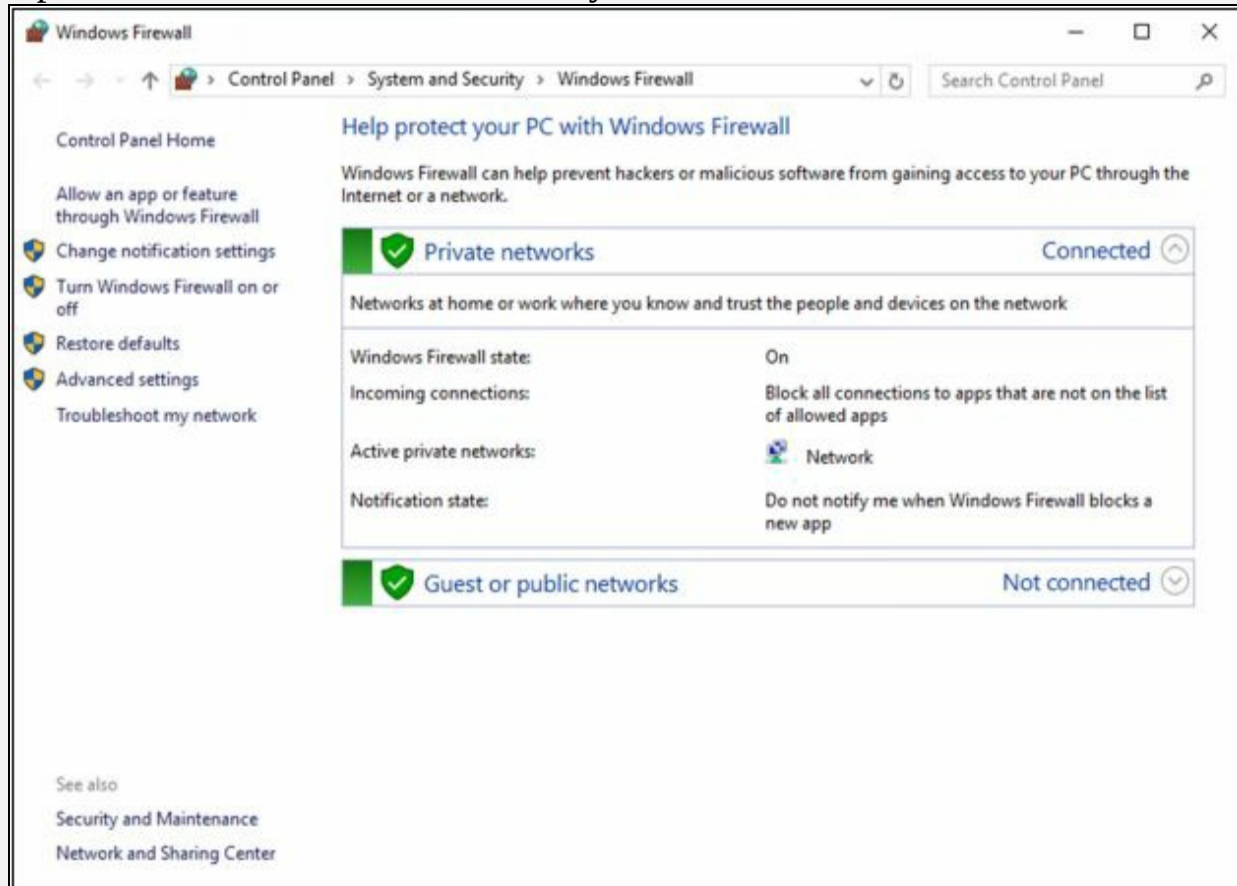 Windows Firewall
Control Panel > System and Security > Windows Firewall
Search Control Panel
Control Panel Home
Allow an app or feature
through Windows Firewall
Change notification settings
Turn Windows Firewall on or
off
Restore defaults
Advanced settings
Troubleshoot my network
See also
Security and Maintenance
Network and Sharing Center
Help protect your PC with Windows Firewall
Windows Firewall can help prevent hackers or malicious software from gaining access to your PC through the
Internet or a network.
Private networks
Connected
Networks at home or work where you know and trust the people and devices on the network
Windows Firewall state:
On
Incoming connections:
Block all connections to apps that are not on the list
of allowed apps
Active private networks:
Network
Notification state:
Do not notify me when Windows Firewall blocks a
new app
Guest or public networks
Not connected